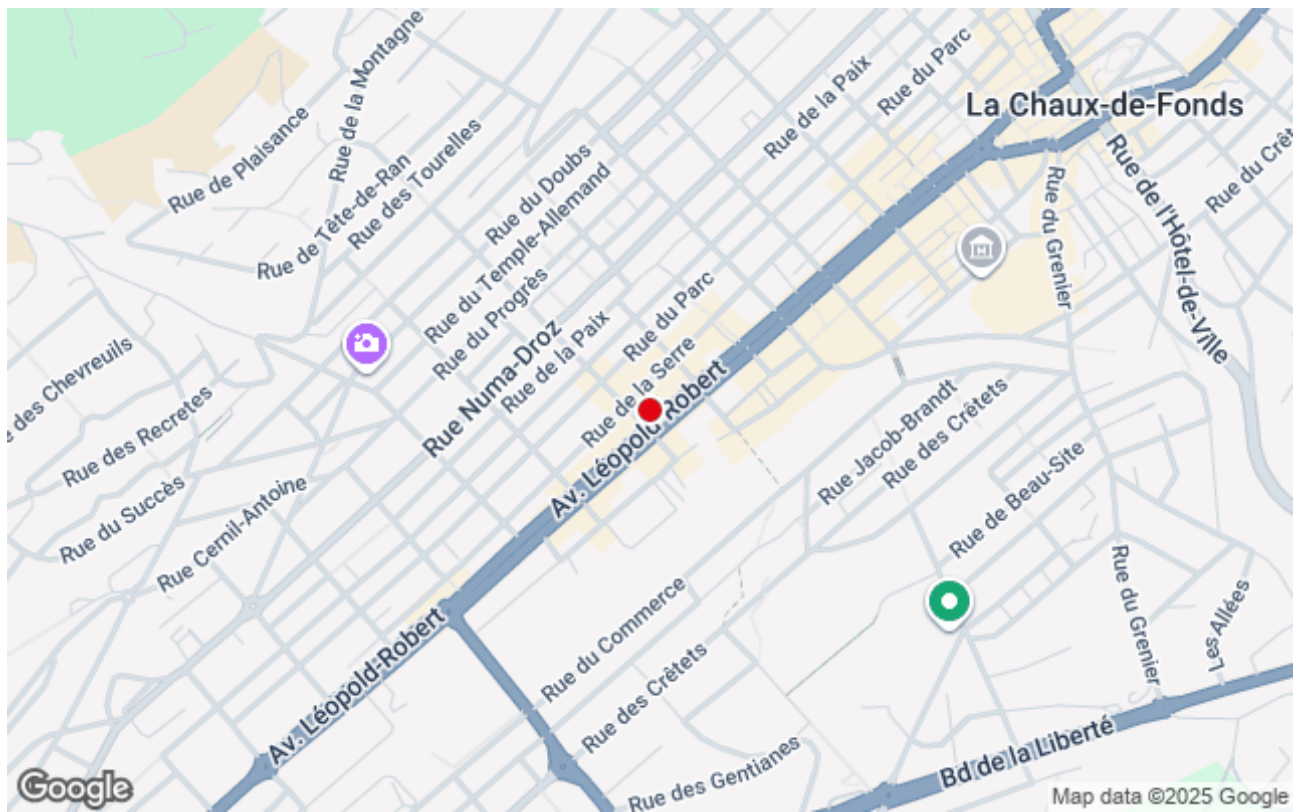 Rue de la Montagne
Rue du Parc
Rue de la Paix
La Chaux-de-Fonds
Rue de Plaisance
Rue des Tourelles
Rue du Doubs
Rue de l'Hôtel-de-Ville
Rue du Crêt
Rue de Tête-de-Ran
Rue du Temple-Allemand
Rue du Grenier
Rue du Progrès
Rue du Parc
Rue de la Paix
Rue Numa-Droz
Rue de la Serre
e des Chevreuils
Rue des Recretes
Av. Léopold-Robert
Rue Jacob-Brandt
Rue des Crêtets
Rue du Succès
Rue Cernil-Antoine
Rue de Beau-Site
Rue du Commerce
Rue du Grenier
Les Allées
Av. Léopold-Robert
Rue des Crêtets
Rue des Gentianes
Bd de la Liberté
Google
Map data ©2025 Google